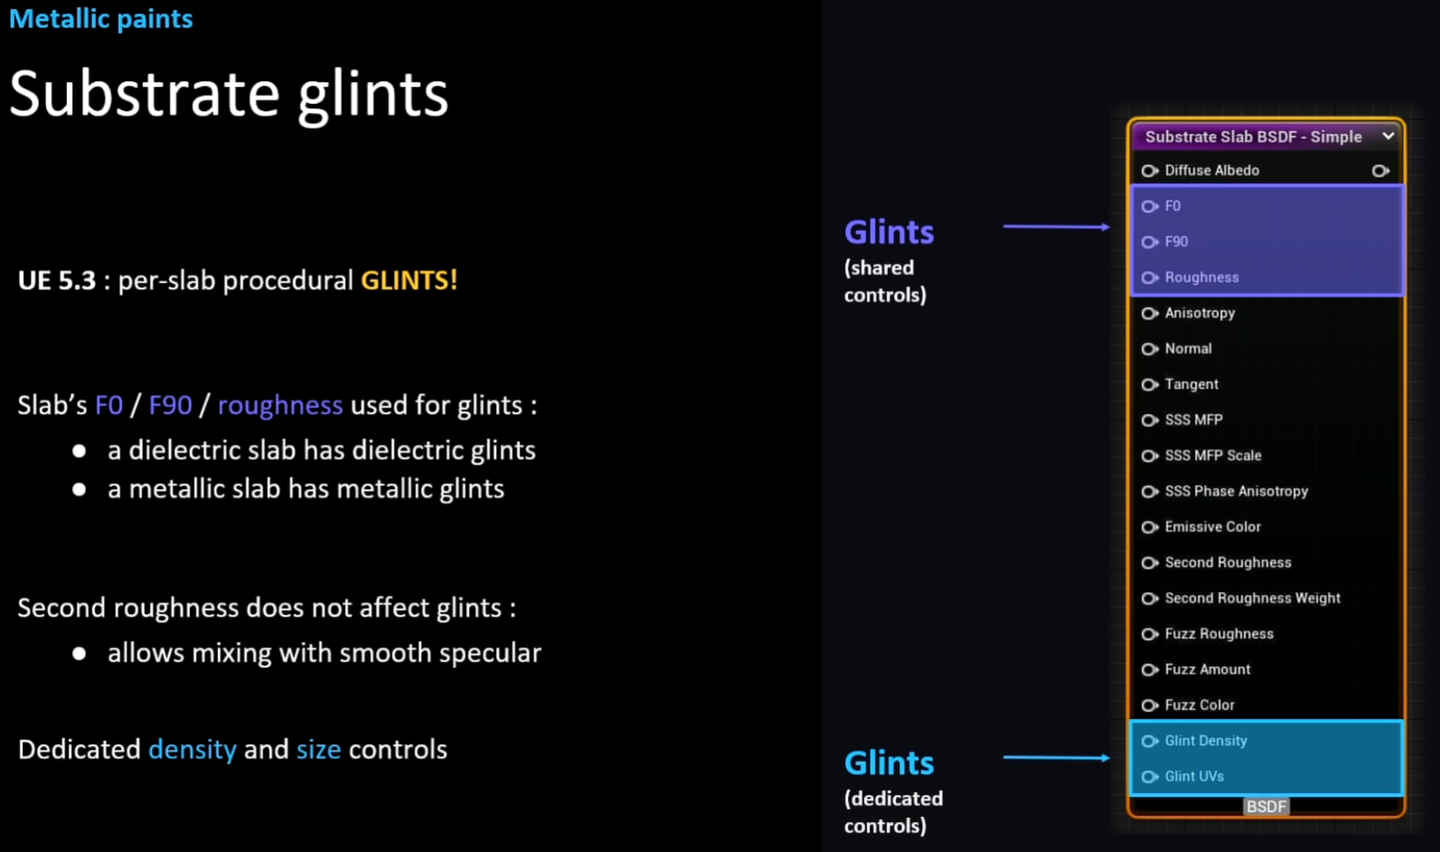 Metallic paints
Substrate glints
UE 5.3 : per-slab procedural GLINTS!
Slab's F0 / F90 / roughness used for glints :
● a dielectric slab has dielectric glints
● a metallic slab has metallic glints
Second roughness does not affect glints :
● allows mixing with smooth specular
Dedicated density and size controls
Glints
(shared
controls)
Glints
(dedicated
controls)
Substrate Slab BSDF - Simple
Diffuse Albedo
F0
F90
Roughness
Anisotropy
Normal
Tangent
SSS MFP
SSS MFP Scale
SSS Phase Anisotropy
Emissive Color
Second Roughness
Second Roughness Weight
Fuzz Roughness
Fuzz Amount
Fuzz Color
Glint Density
Glint UVs
BSDF